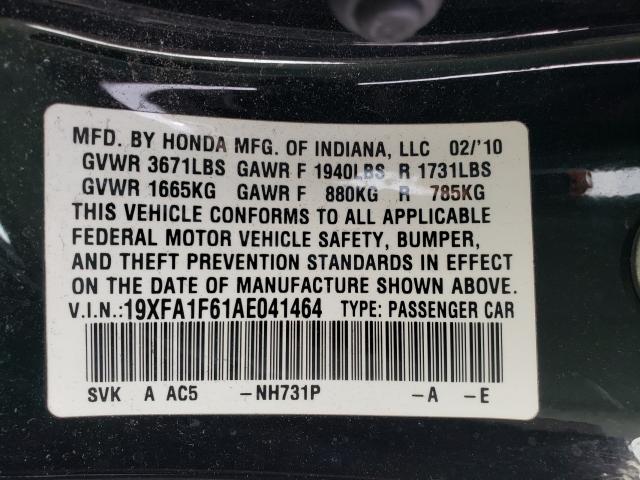 MFD. BY HONDA MFG. OF INDIANA, LLC 02/'10
GVWR 3671LBS GAWR F 1940LBS R 1731LBS
GVWR 1665KG GAWR F 880KG R 785KG
THIS VEHICLE CONFORMS TO ALL APPLICABLE
FEDERAL MOTOR VEHICLE SAFETY, BUMPER,
AND THEFT PREVENTION STANDARDS IN EFFECT
ON THE DATE OF MANUFACTURE SHOWN ABOVE.
V.I.N.:19XFA1F61AE041464 TYPE: PASSENGER CAR
SVK A AC5 -NH731P -A -E